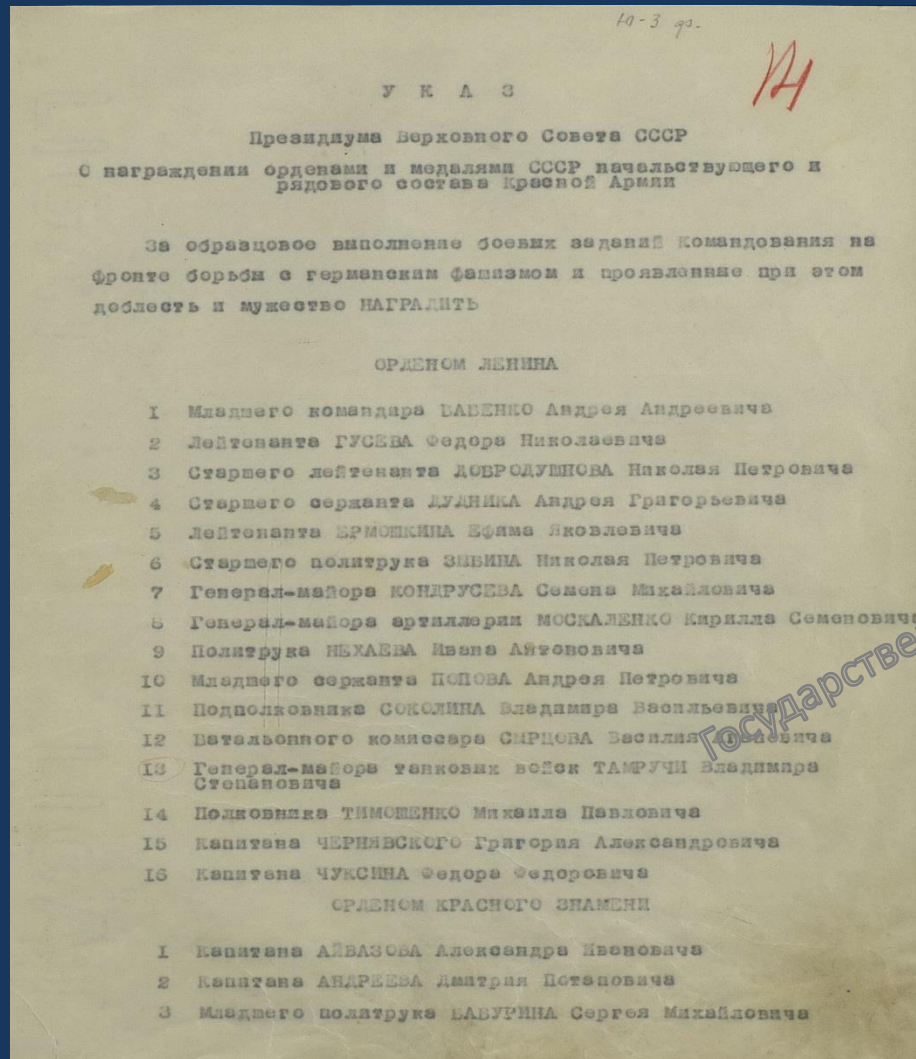 У К А З
Президиума Верховного Совета СССР
О награждении орденами и медалями СССР начальствующего и
рядового состава Красной Армии
За образцовое выполнение боевых заданий Командования на
фронте борьбы с германским фашизмом и проявленные при этом
доблесть и мужество НАГРАДИТЬ
ОРДЕНОМ ЛЕНИНА
1 Младшего командира БАБЕНКО Андрея Андреевича
2 Лейтенанта ГУСЕВА Федора Николаевича
3 Старшего лейтенанта ДОБРОДУШНОВА Николая Петровича
4 Старшего сержанта ДУДНИКА Андрея Григорьевича
5 Лейтенанта ЕРМОШКИНА Ефима Яковлевича
6 Старшего политрука ЗЫБИНА Николая Петровича
7 Генерал-майора КОНДРУСЕВА Семена Михайловича
8 Генерал-майора артиллерии МОСКАЛЕНКО Кирилла Семеновича
9 Политрука НЕХАЕВА Ивана Айтоновича
10 Младшего сержанта ПОПОВА Андрея Петровича
11 Подполковника СОКОЛИНА Владимира Васильевича
12 Батальонного комиссара СЫРЦОВА Василия
13 Генерал-майора танковых войск ТАМРУЧИ Владимира
Степановича
14 Полковника ТИМОШЕНКО Михаила Павловича
15 Капитана ЧЕРНЯВСКОГО Григория Александровича
16 Капитана ЧУКСИНА Федора Федоровича
ОРДЕНОМ КРАСНОГО ЗНАМЕНИ
1 Капитана АЙВАЗОВА Александра Ивановича
2 Капитана АНДРЕЕВА Дмитрия Потаповича
3 Младшего политрука БАБУРИНА Сергея Михайловича
Государстве